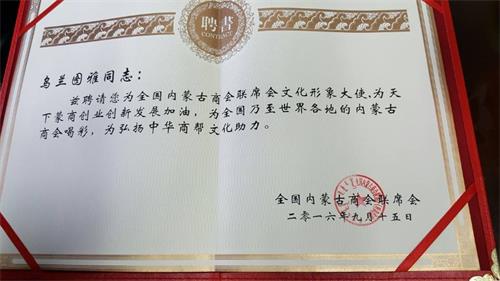 聘书
CONTRACT
乌兰图雅同志：
兹聘请您为全国内蒙古商会联席会文化形象大使、为天
下蒙商创业创新发展加油，为全国乃至世界各地的内蒙古
商会喝彩，为弘扬中华商帮文化助力。
全国内蒙古商会联席会
二零一六年九月十五日